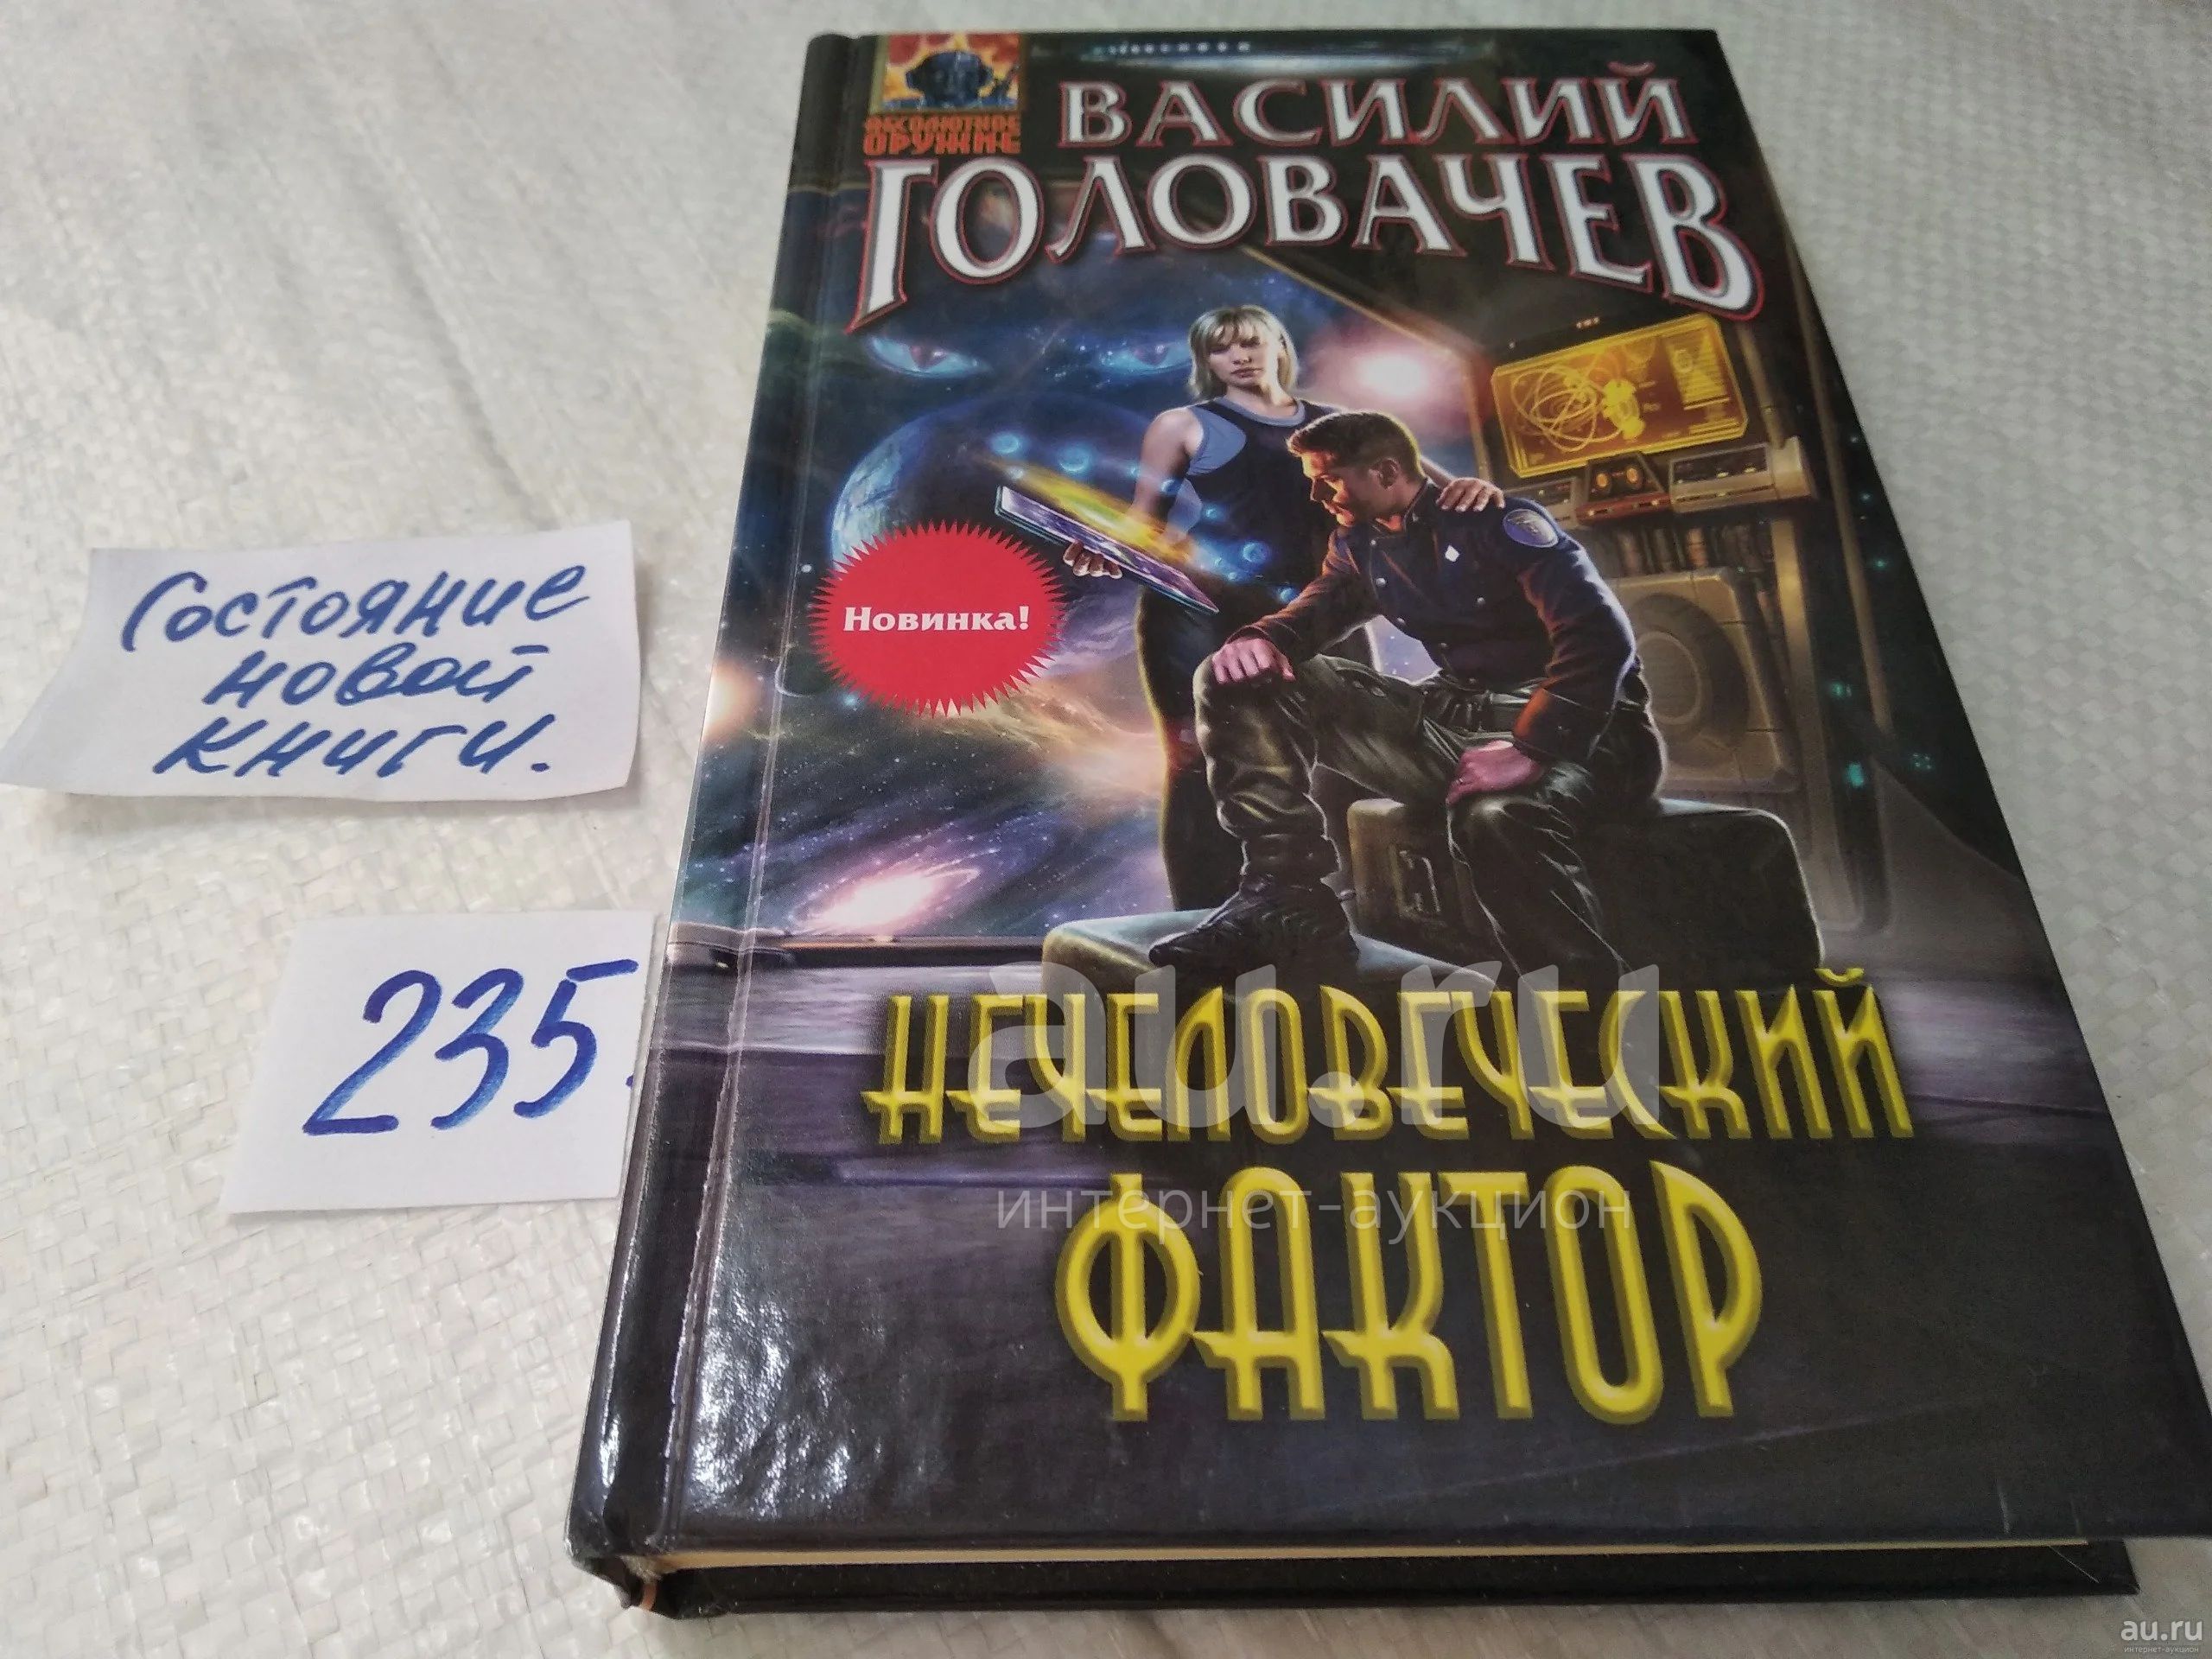 АБСОЛЮТНОЕ
ОРУЖИЕ
ВАСИЛИЙ
ГОЛОВАЧЕВ
Новинка!
Состояние
новой
книги.
235.
НЕЧЕЛОВЕЧЕСКИЙ
ФАКТОР
au.ru
интернет-аукцион
au.ru
интернет-аукцион